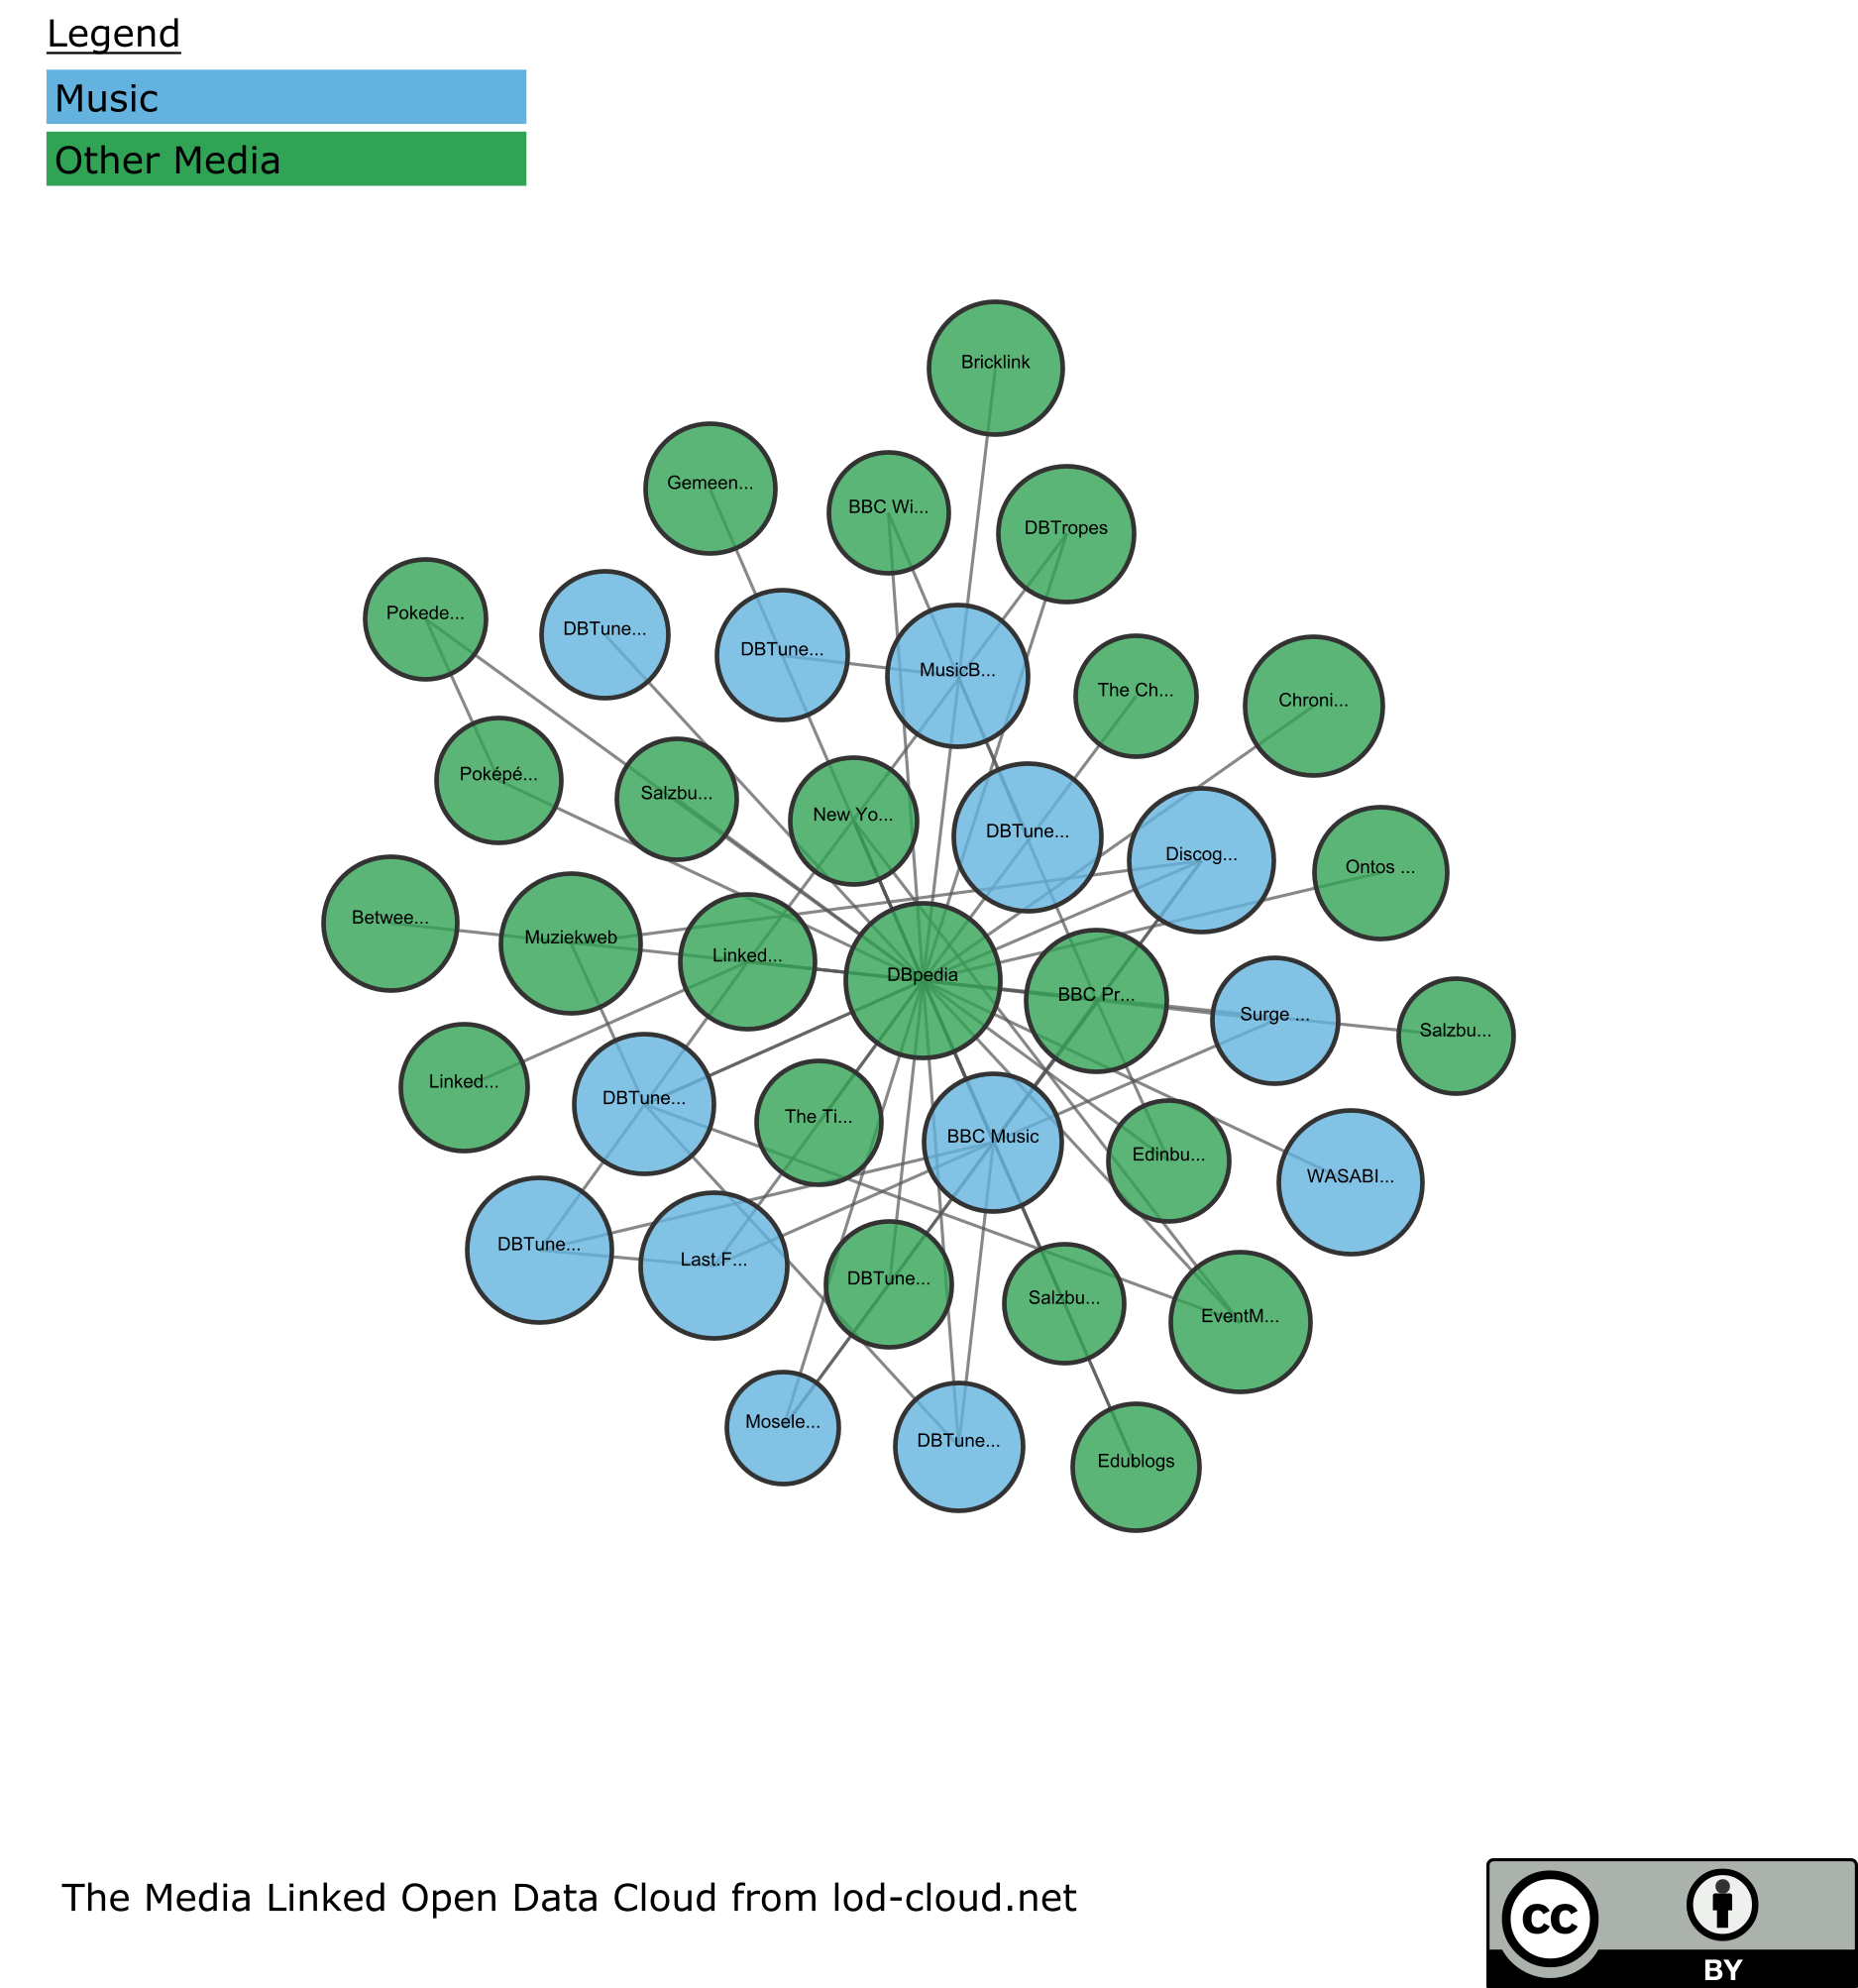 Legend
Music
Other Media
Bricklink
Gemeen...
BBC Wi...
DBTropes
Pokede...
DBTune...
DBTune...
MusicB...
The Ch...
Chroni...
Poképé...
Salzbu...
New Yo...
DBTune...
Discog...
Ontos ...
Betwee...
Muziekweb
Linked...
DBpedia
BBC Pr...
Surge ...
Salzbu...
Linked...
DBTune...
The Ti...
BBC Music
Edinbu...
WASABI...
DBTune...
Last.F...
DBTune...
Salzbu...
EventM...
Mosele...
DBTune...
Edublogs
The Media Linked Open Data Cloud from lod-cloud.net
cc
BY